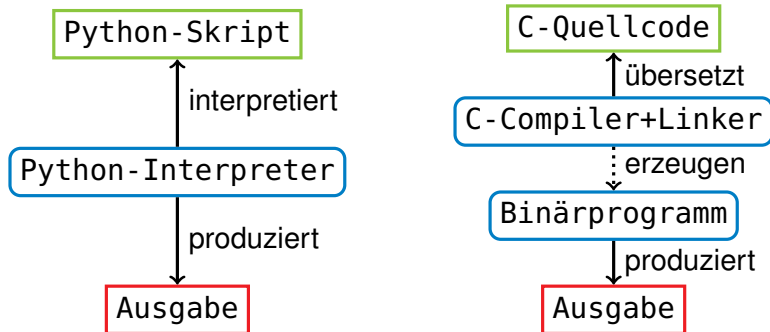 Python-Skript
interpretiert
Python-Interpreter
produziert
Ausgabe
C-Quellcode
übersetzt
C-Compiler+Linker
erzeugen
Binärprogramm
produziert
Ausgabe